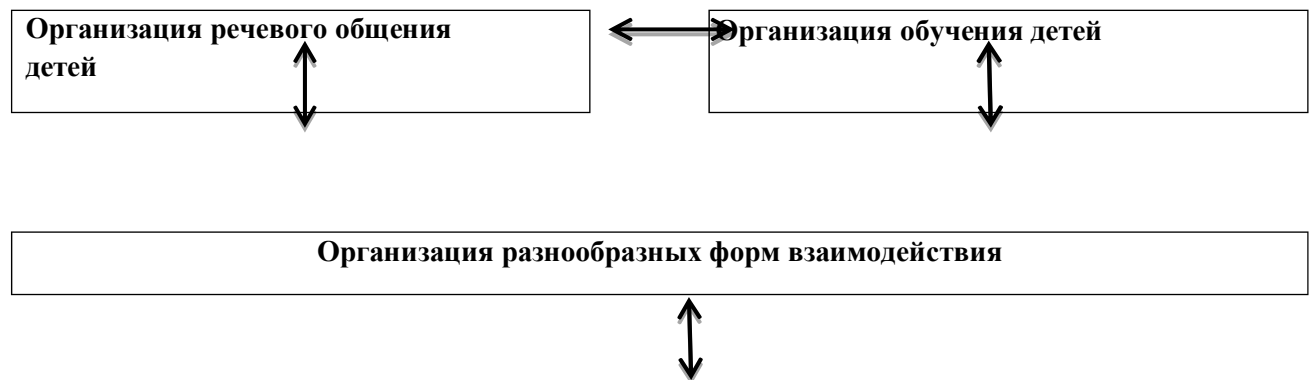 Организация речевого общения
детей
Организация обучения детей
Организация разнообразных форм взаимодействия